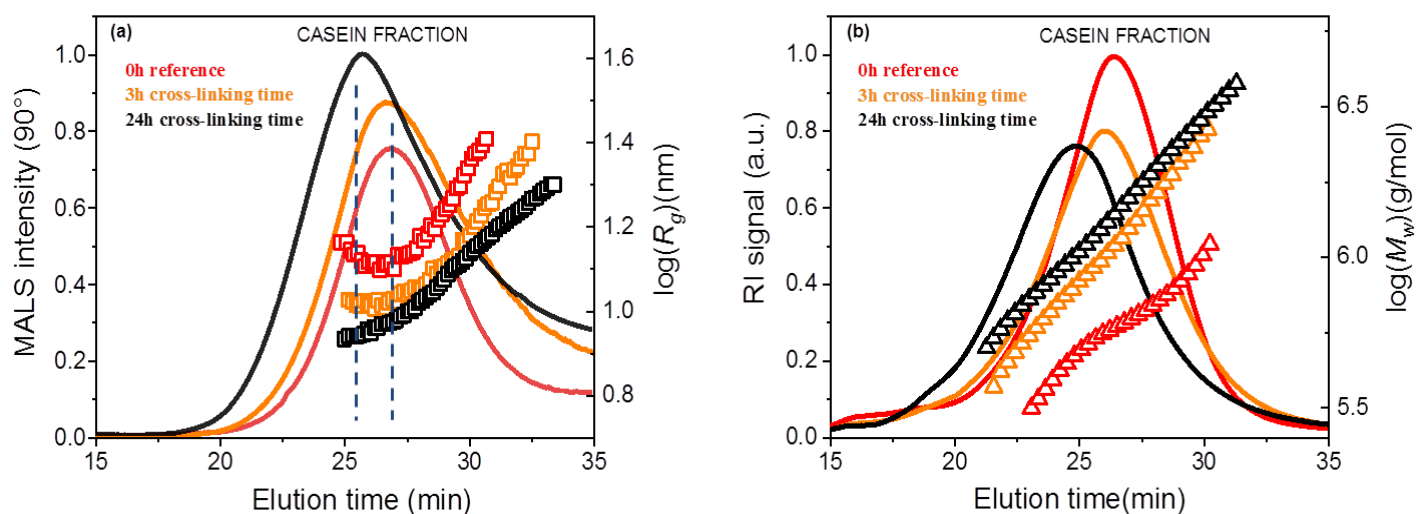 (a)
CASEIN FRACTION
0h reference
3h cross-linking time
24h cross-linking time
MALS intensity (90°)
1.0
0.8
0.6
0.4
0.2
0.0
15
20
25
30
35
Elution time (min)
1.6
1.4
1.2
1.0
0.8
log(Rg)(nm)
(b)
CASEIN FRACTION
0h reference
3h cross-linking time
24h cross-linking time
RI signal (a.u.)
1.0
0.8
0.6
0.4
0.2
0.0
15
20
25
30
35
Elution time(min)
6.5
6.0
5.5
log(Mw)(g/mol)